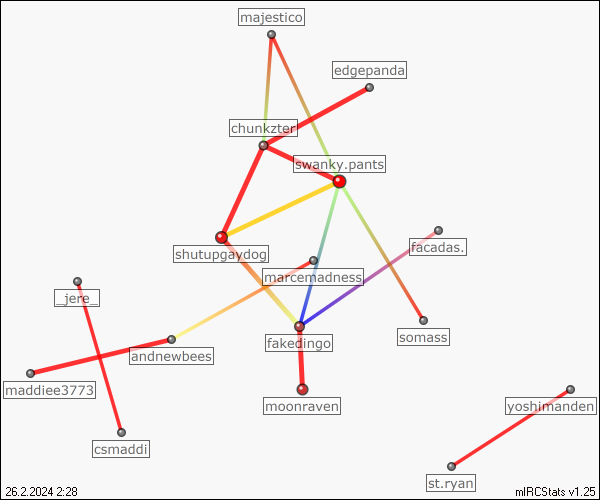 majestico
edgepanda
chunkzter
swanky.pants
facadas.
shutupgaydog
marcemadness
_jere_
somass
fakedingo
andnewbees
maddiee3773
moonraven
yoshimanden
csmaddi
st.ryan
26.2.2024 2:28
mIRCStats v1.25